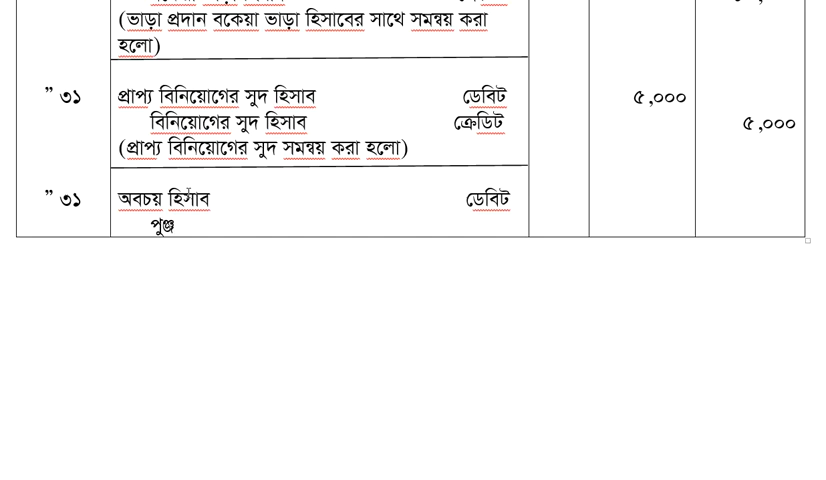 (ভাড়া প্রদান বকেয়া ভাড়া হিসাবের সাথে সমন্বয় করা
হলো)
” ৩১ প্রাপ্য বিনিয়োগের সুদ হিসাব ডেবিট ৫,০০০
বিনিয়োগের সুদ হিসাব ক্রেডিট ৫,০০০
(প্রাপ্য বিনিয়োগের সুদ সমন্বয় করা হলো)
” ৩১ অবচয় হিসাব ডেবিট
পুঞ্জ